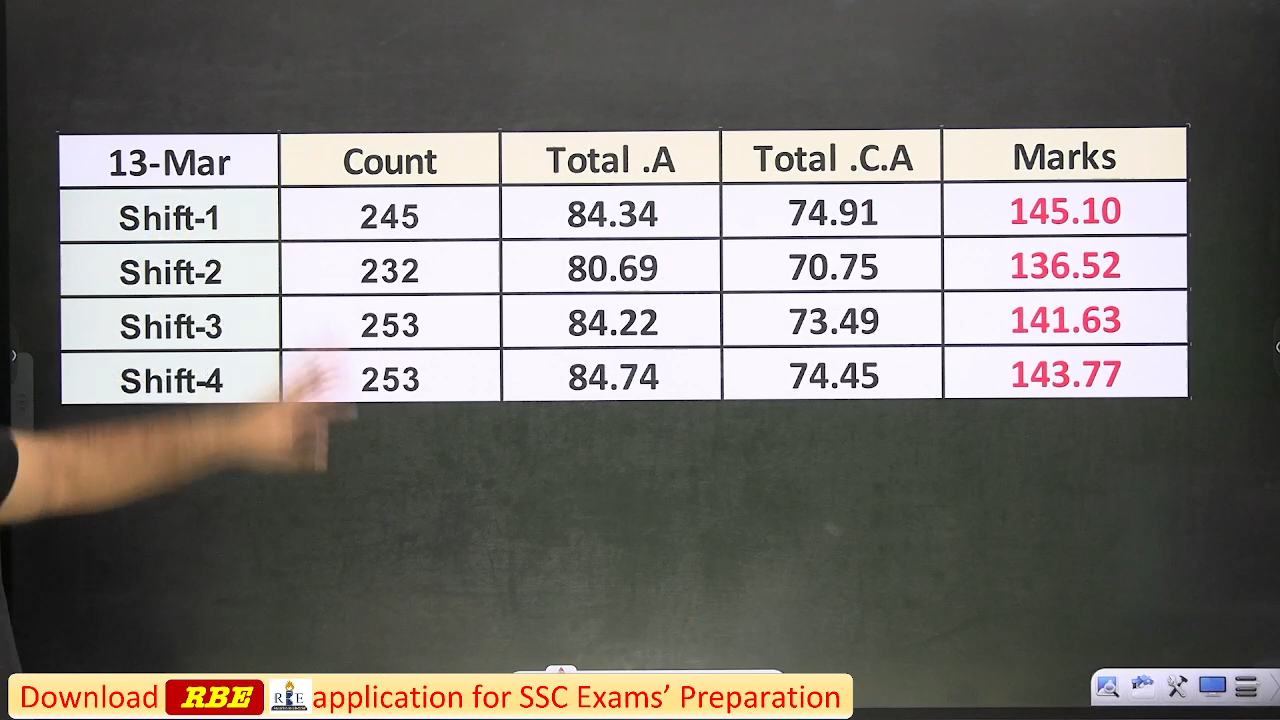 13-Mar Count Total .A Total .C.A Marks
Shift-1 245 84.34 74.91 145.10
Shift-2 232 80.69 70.75 136.52
Shift-3 253 84.22 73.49 141.63
Shift-4 253 84.74 74.45 143.77
Download RBE RBE application for SSC Exams’ Preparation